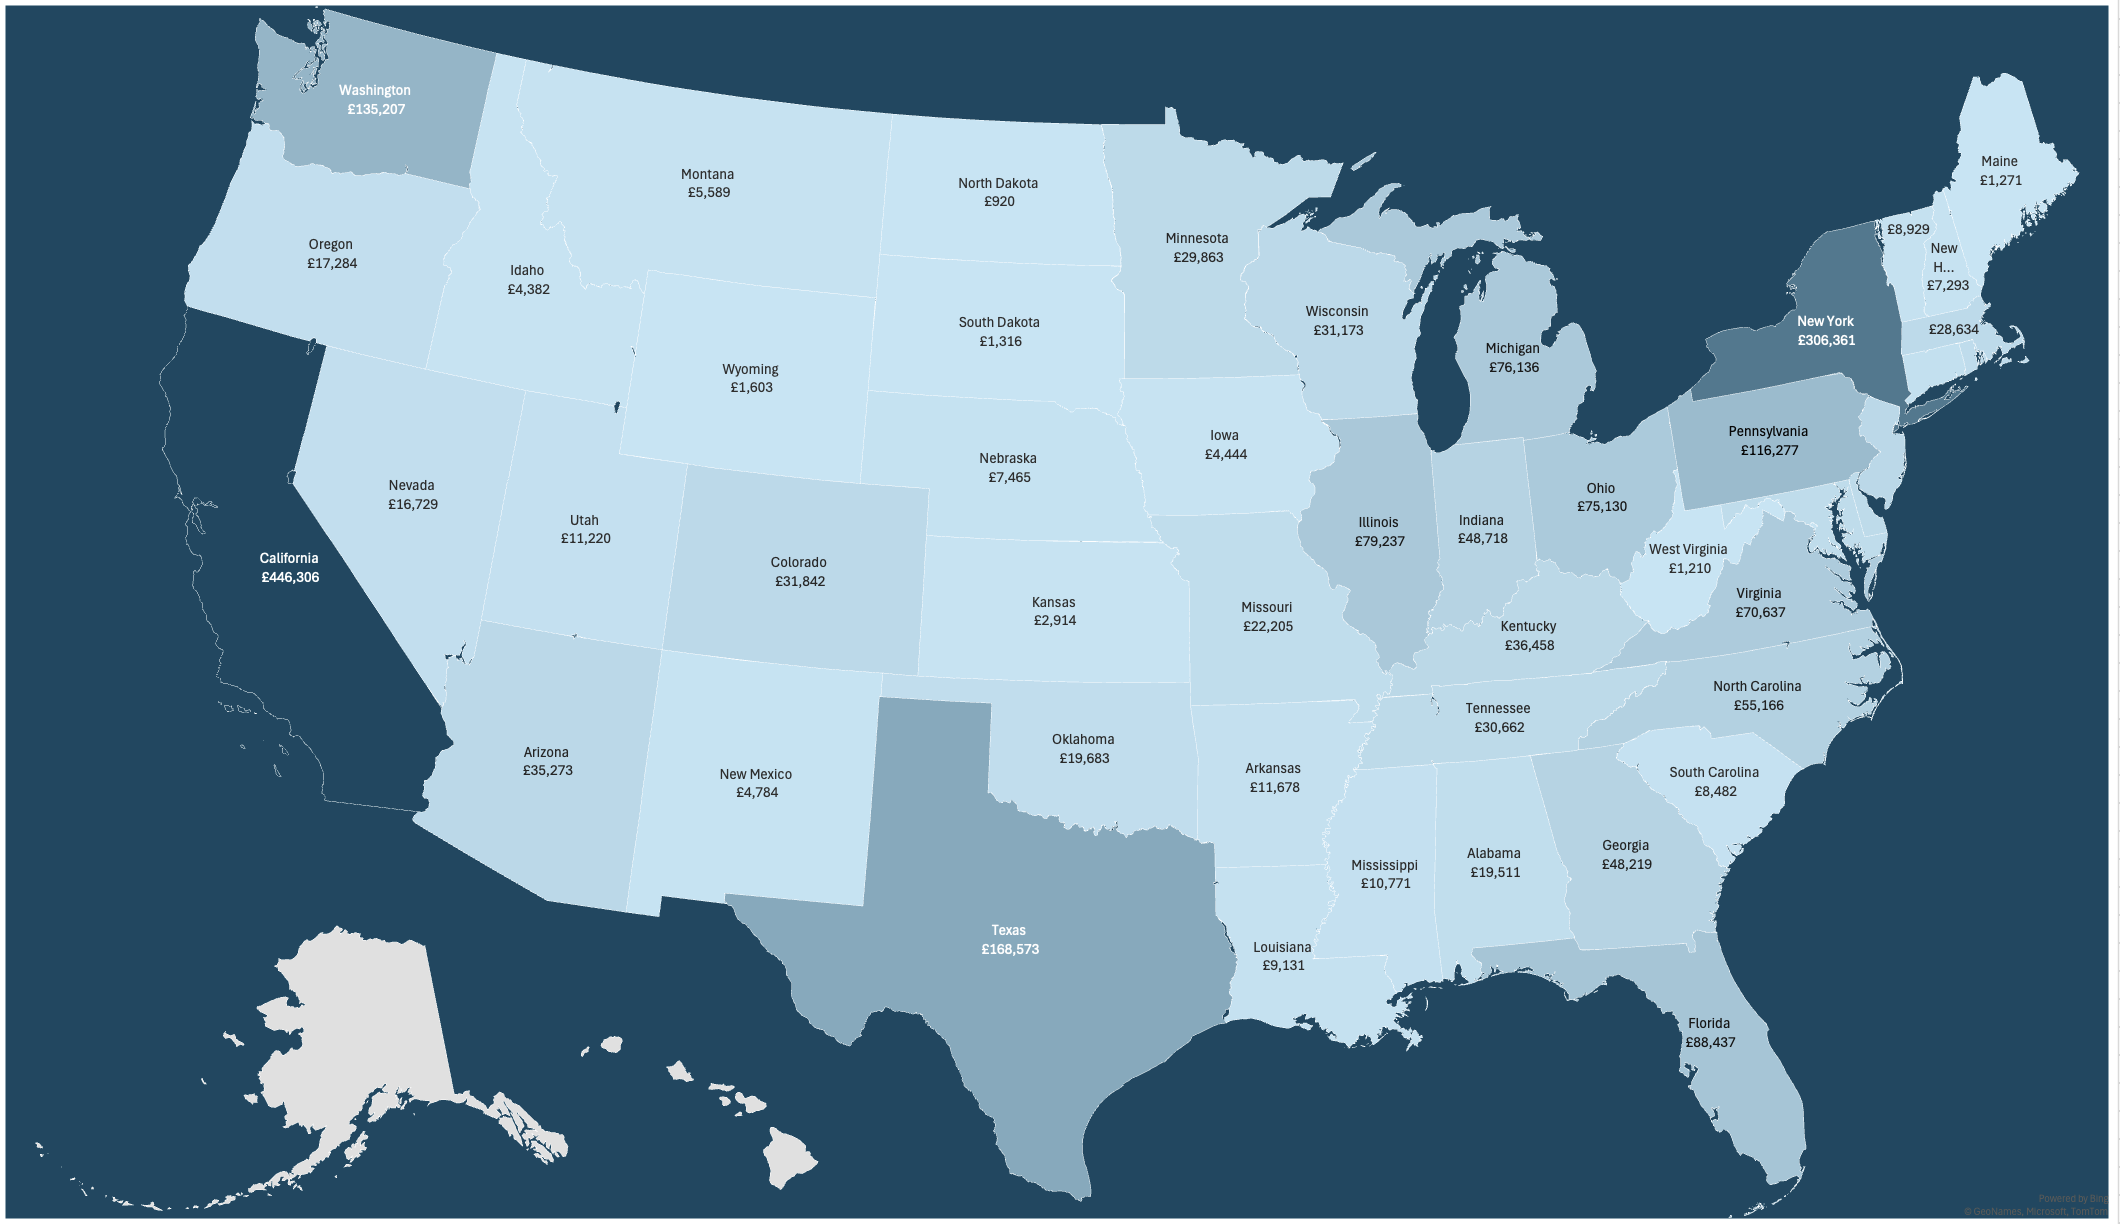 Washington
£135,207
Montana
£5,589
North Dakota
£920
Minnesota
£29,863
Maine
£1,271
£8,929
New
H...
£7,293
Oregon
£17,284
Idaho
£4,382
South Dakota
£1,316
Wisconsin
£31,173
Michigan
£76,136
New York
£306,361
£28,634
Wyoming
£1,603
Iowa
£4,444
Pennsylvania
£116,277
Nebraska
£7,465
Nevada
£16,729
Utah
£11,220
Ohio
£75,130
Illinois
£79,237
Indiana
£48,718
California
£446,306
Colorado
£31,842
West Virginia
£1,210
Virginia
£70,637
Kansas
£2,914
Missouri
£22,205
Kentucky
£36,458
North Carolina
£55,166
Tennessee
£30,662
Arizona
£35,273
New Mexico
£4,784
Oklahoma
£19,683
Arkansas
£11,678
South Carolina
£8,482
Mississippi
£10,771
Alabama
£19,511
Georgia
£48,219
Texas
£168,573
Louisiana
£9,131
Florida
£88,437
Powered by Bing
© GeoNames, Microsoft, TomTom